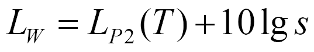 L_W = L_{P2}(T) + 10 lg s